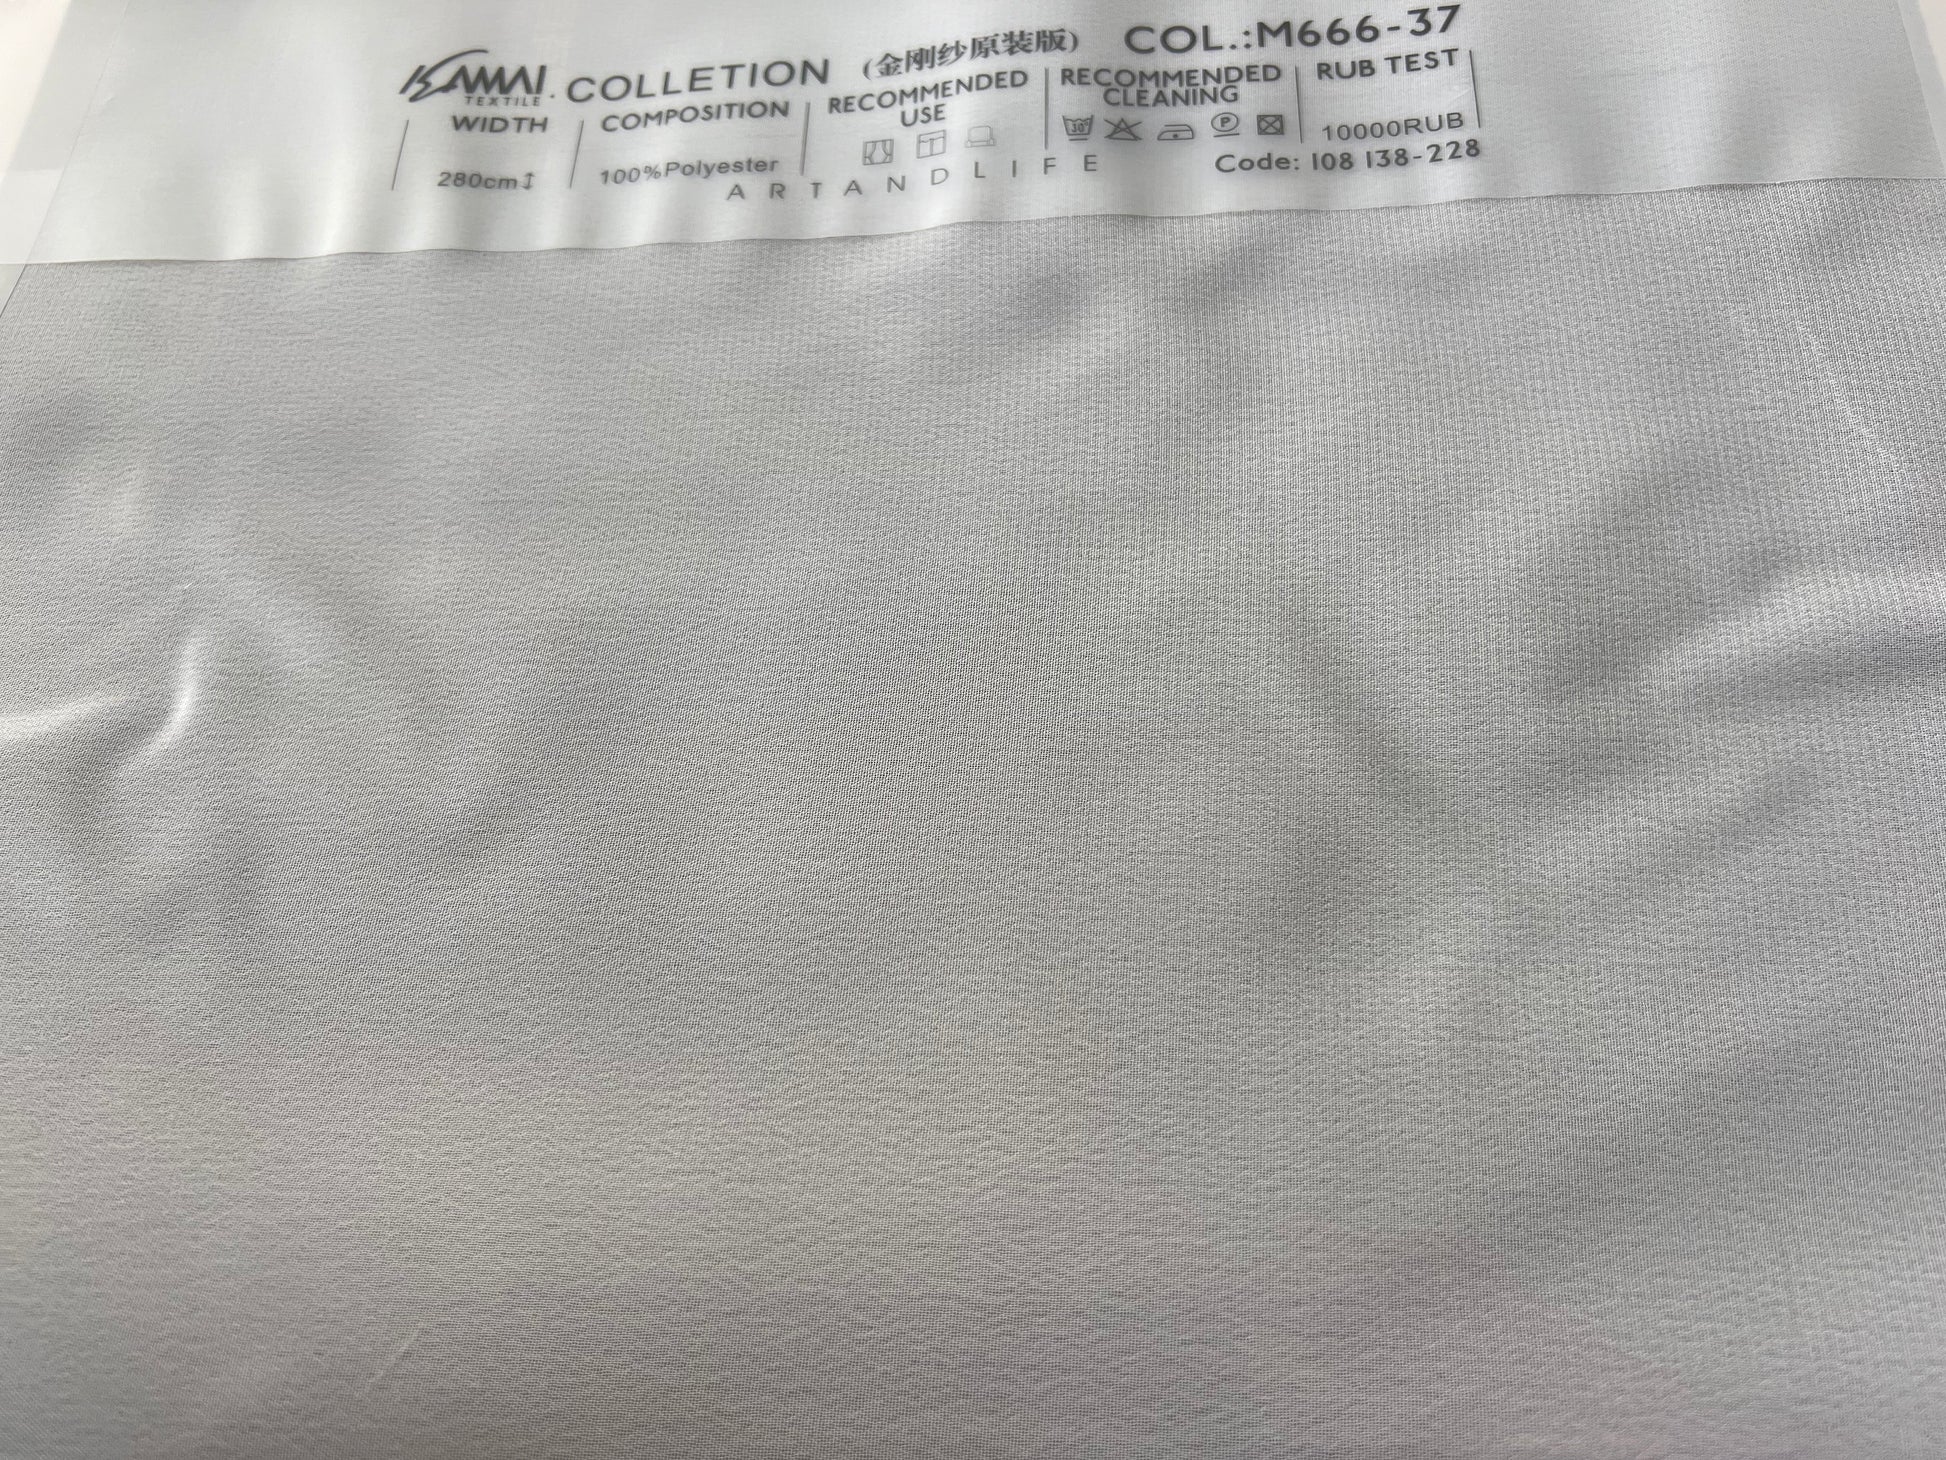 KAMAI TEXTILE. COLLETION (金刚纱原装版) COL.:M666-37
WIDTH
280cm↕
COMPOSITION
100%Polyester
RECOMMENDED
USE
RECOMMENDED
CLEANING
30°
P
RUB TEST
10000RUB
ARTANDLIFE
Code: 108 138-228